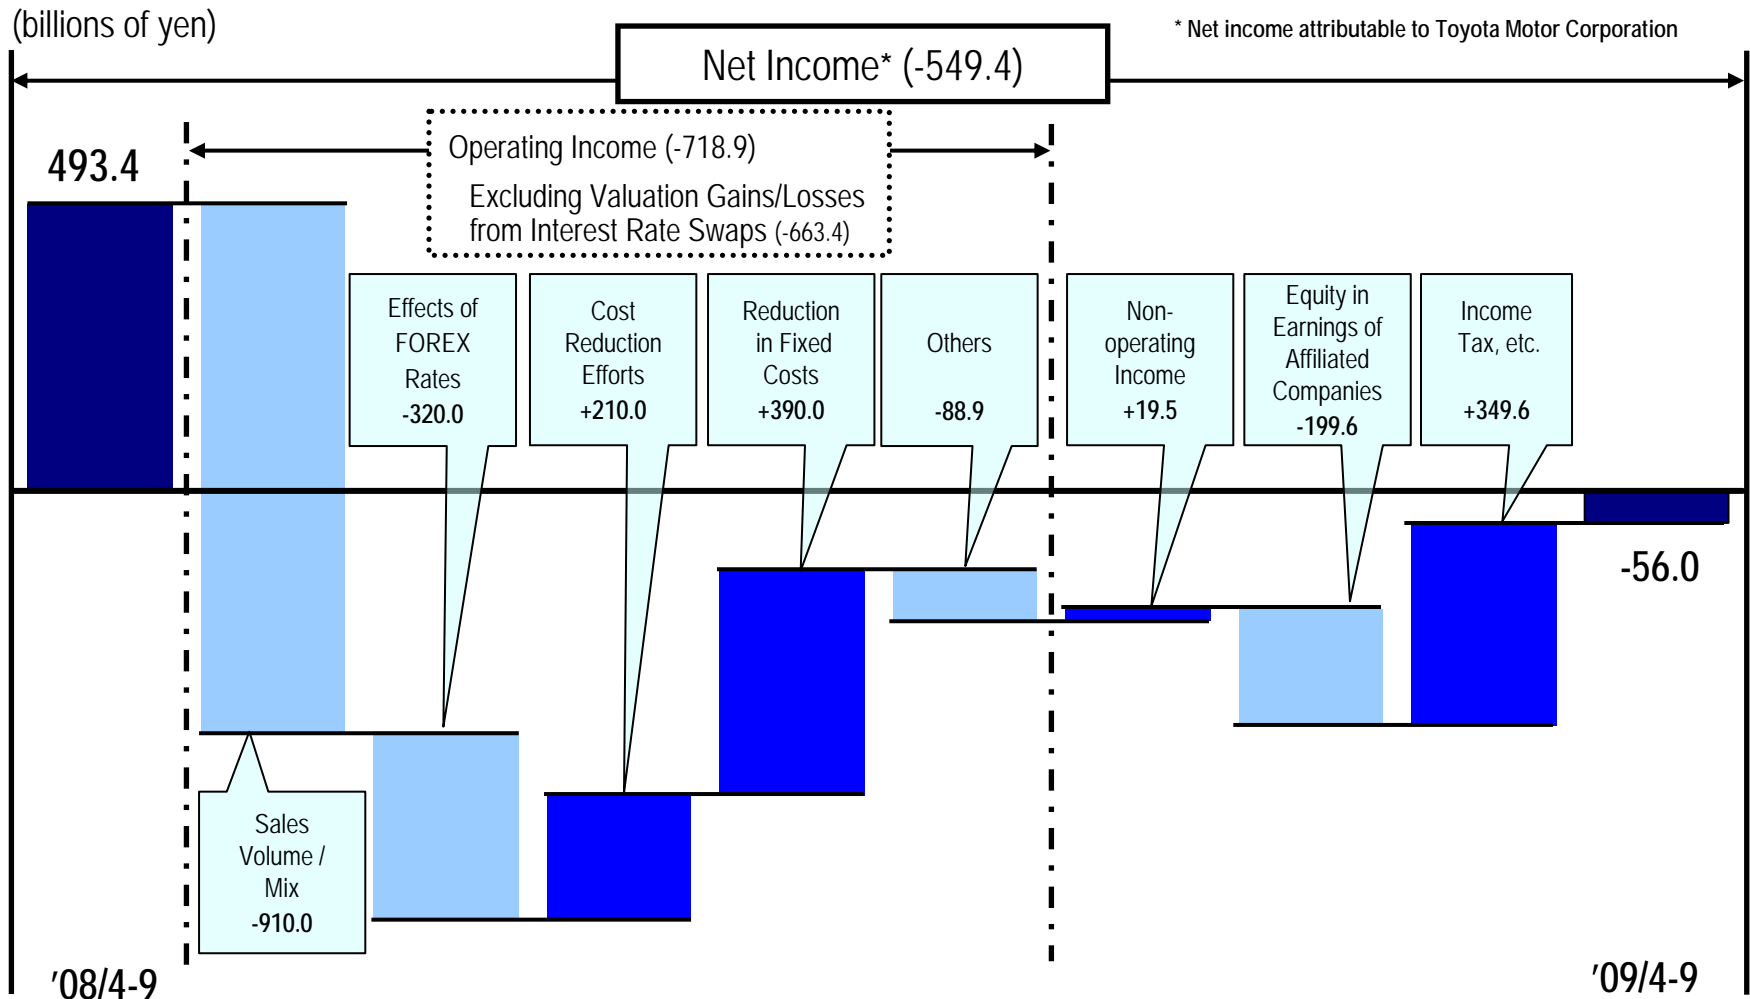 (billions of yen)
* Net income attributable to Toyota Motor Corporation
Net Income* (-549.4)
Operating Income (-718.9)
Excluding Valuation Gains/Losses
from Interest Rate Swaps (-663.4)
493.4
Effects of
FOREX
Rates
-320.0
Cost
Reduction
Efforts
+210.0
Reduction
in Fixed
Costs
+390.0
Others
-88.9
Non-
operating
Income
+19.5
Equity in
Earnings of
Affiliated
Companies
-199.6
Income
Tax, etc.
+349.6
-56.0
Sales
Volume /
Mix
-910.0
'08/4-9
'09/4-9